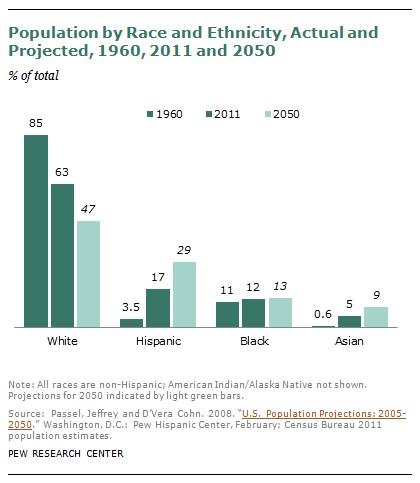 Population by Race and Ethnicity, Actual and
Projected, 1960, 2011 and 2050
% of total
1960 2011 2050
85
63
47
3.5
17
29
11
12
13
0.6
5
9
White Hispanic Black Asian
Note: All races are non-Hispanic; American Indian/Alaska Native not shown.
Projections for 2050 indicated by light green bars.
Source: Passel, Jeffrey and D'Vera Cohn. 2008. "U.S. Population Projections: 2005-
2050." Washington, D.C.: Pew Hispanic Center, February; Census Bureau 2011
population estimates.
PEW RESEARCH CENTER